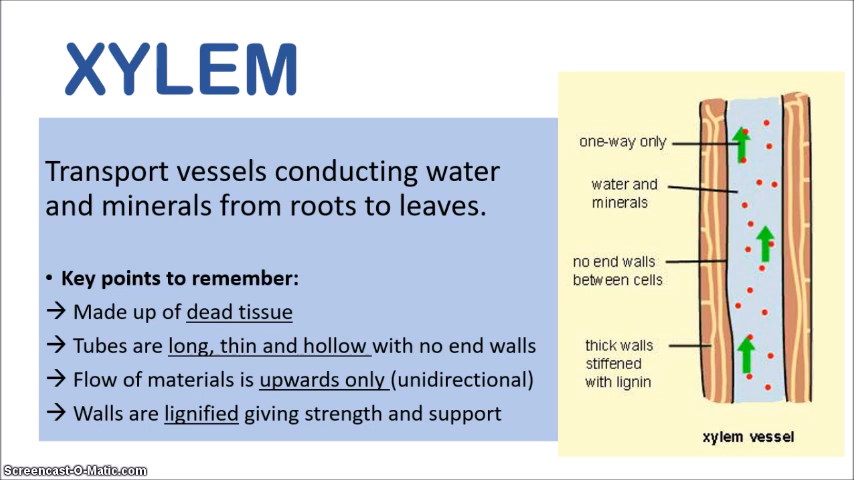 XYLEM
Transport vessels conducting water
and minerals from roots to leaves.
• Key points to remember:
→ Made up of dead tissue
→ Tubes are long, thin and hollow with no end walls
→ Flow of materials is upwards only (unidirectional)
→ Walls are lignified giving strength and support
one-way only
water and
minerals
no end walls
between cells
thick walls
stiffened
with lignin
xylem vessel
Screencast-O-Matic.com